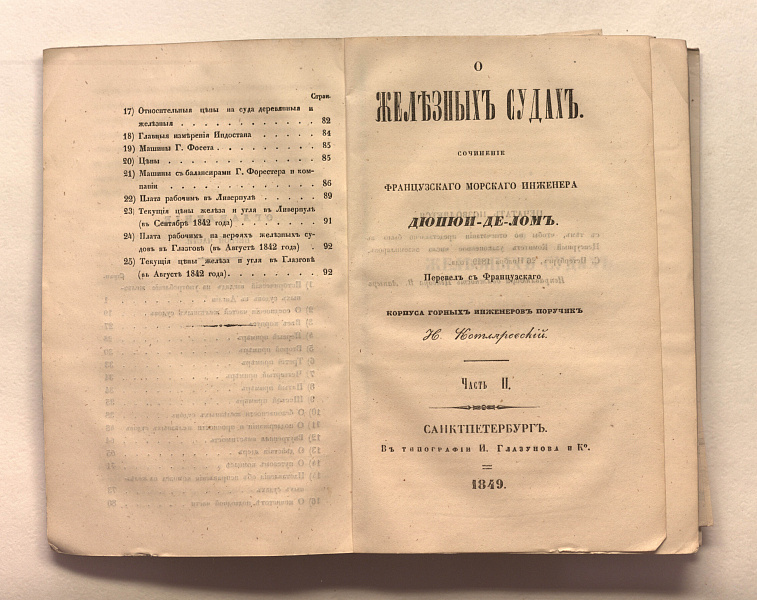 Стран.
17) Относительныя цѣны на суда деревянныя и
желѣзныя . . . . . . . . . . 82
18) Главныя измѣренія Индостана . . . . . 84
19) Машины Г. Фосета. . . . . . . . 85
20) Цѣны . . . . . . . . . . 85
21) Машины съ балансирами Г. Форестера и ком-
паніи . . . . . . . . . . 86
22) Плата рабочимъ въ Ливерпулѣ . . . . . 89
23) Текущія цѣны желѣза и угля въ Ливерпулѣ
(въ Сентябрѣ 1842 года) . . . . . . 91
24) Плата рабочимъ на верфяхъ желѣзныхъ су-
довъ въ Глазговѣ (въ Августѣ 1842 года) . 92
25) Текущія цѣны желѣза и угля въ Глазговѣ
(въ Августѣ 1842 года). . . . . . . 92
О
ЖЕЛѢЗНЫХЪ СУДАХЪ.
СОЧИНЕНІЕ
ФРАНЦУЗСКАГО МОРСКАГО ИНЖЕНЕРА
ДЮПЮИ-ДЕ-ЛОМЪ.
Перевелъ съ Французскаго
КОРПУСА ГОРНЫХЪ ИНЖЕНЕРОВЪ ПОРУЧИК
Н. Котляревскій.
Часть II.
САНКТПЕТЕРБУРГЪ.
Въ типографіи И. Глазунова и Ко.
1849.